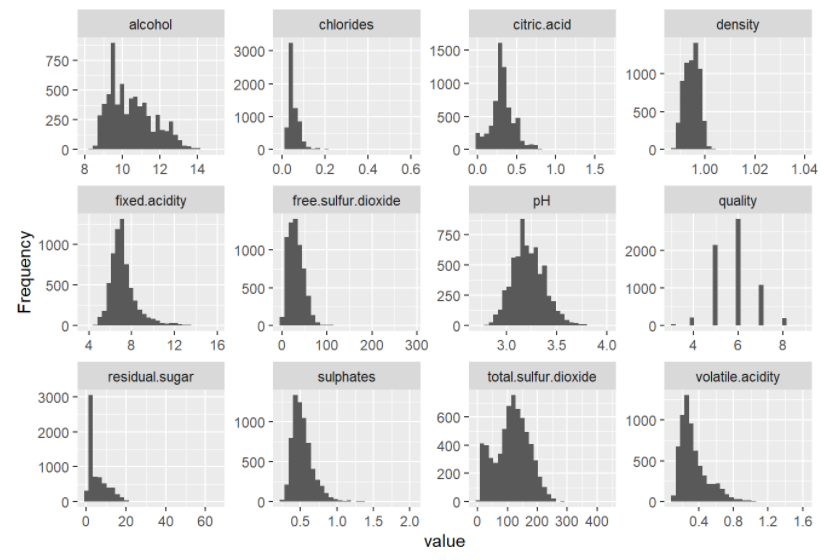 alcohol chlorides citric.acid density
750 500 250 0
3000 2000 1000 0
1500 1000 500 0
1000 500 0
8 10 12 14 0.0 0.2 0.4 0.6 0.0 0.5 1.0 1.5 1.00 1.02 1.04
fixed.acidity free.sulfur.dioxide pH quality
Frequency
1000 500 0
1000 500 0
750 500 250 0
2000 1000 0
4 8 12 16 0 100 200 300 3.0 3.5 4.0 4 6 8
residual.sugar sulphates total.sulfur.dioxide volatile.acidity
3000 2000 1000 0
1000 500 0
600 400 200 0
1000 500 0
0 20 40 60 0.5 1.0 1.5 2.0 0 100 200 300 400 0.4 0.8 1.2 1.6
value